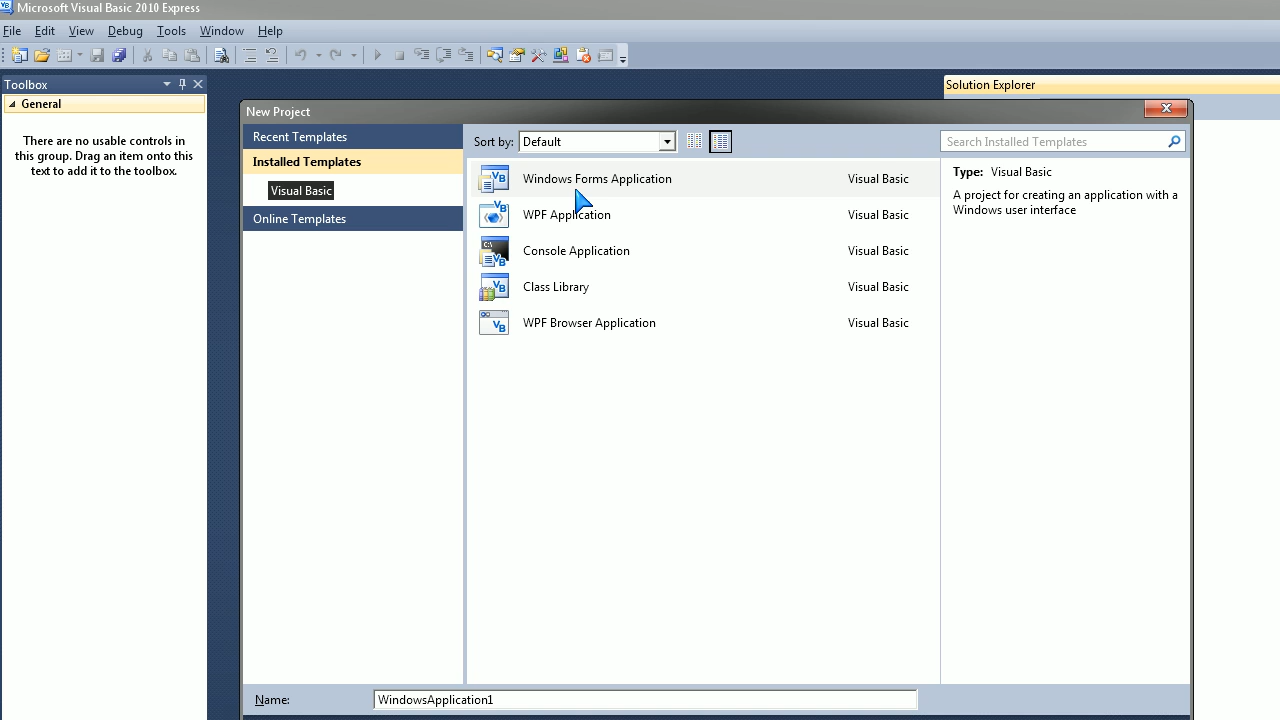 Microsoft Visual Basic 2010 Express
File Edit View Debug Tools Window Help
Toolbox
General
There are no usable controls in
this group. Drag an item onto this
text to add it to the toolbox.
Solution Explorer
New Project
Recent Templates
Installed Templates
Visual Basic
Online Templates
Sort by: Default
Search Installed Templates
Windows Forms Application Visual Basic
WPF Application Visual Basic
Console Application Visual Basic
Class Library Visual Basic
WPF Browser Application Visual Basic
Type: Visual Basic
A project for creating an application with a
Windows user interface
Name: WindowsApplication1